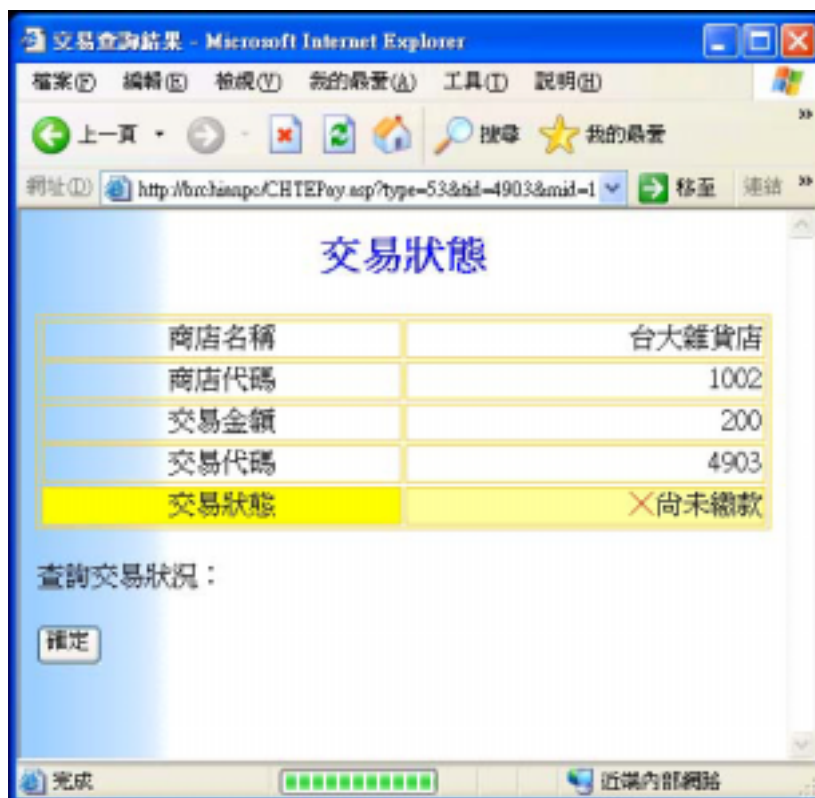 交易查詢結果 - Microsoft Internet Explorer
檔案(F) 編輯(E) 檢視(V) 我的最愛(A) 工具(T) 說明(H)
上一頁 搜尋 我的最愛
網址(D) http://brchianpc/CHTEPay.asp?type=53&tid=4903&mid=1 移至 連結
交易狀態
商店名稱 台大雜貨店
商店代碼 1002
交易金額 200
交易代碼 4903
交易狀態 ╳尚未繳款
查詢交易狀況：
確定
完成 近端內部網路